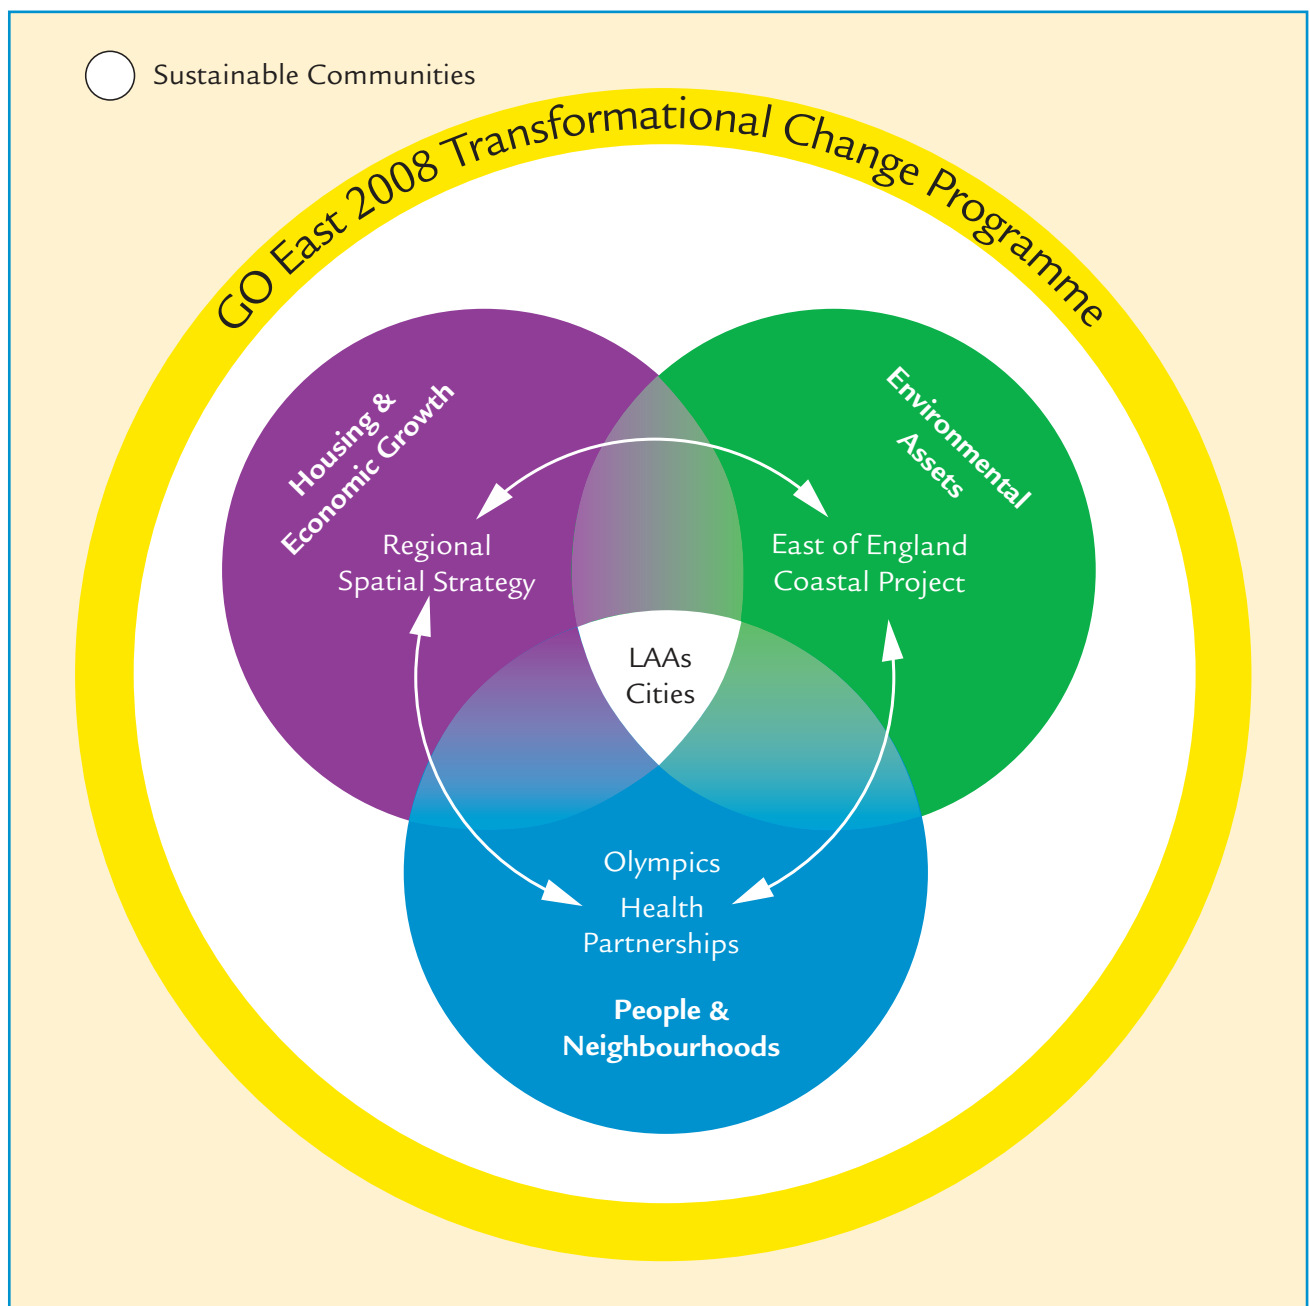 Sustainable Communities
GO East 2008 Transformational Change Programme
Housing &
Economic Growth
Environmental
Assets
Regional
Spatial Strategy
East of England
Coastal Project
LAAs
Cities
Olympics
Health
Partnerships
People &
Neighbourhoods